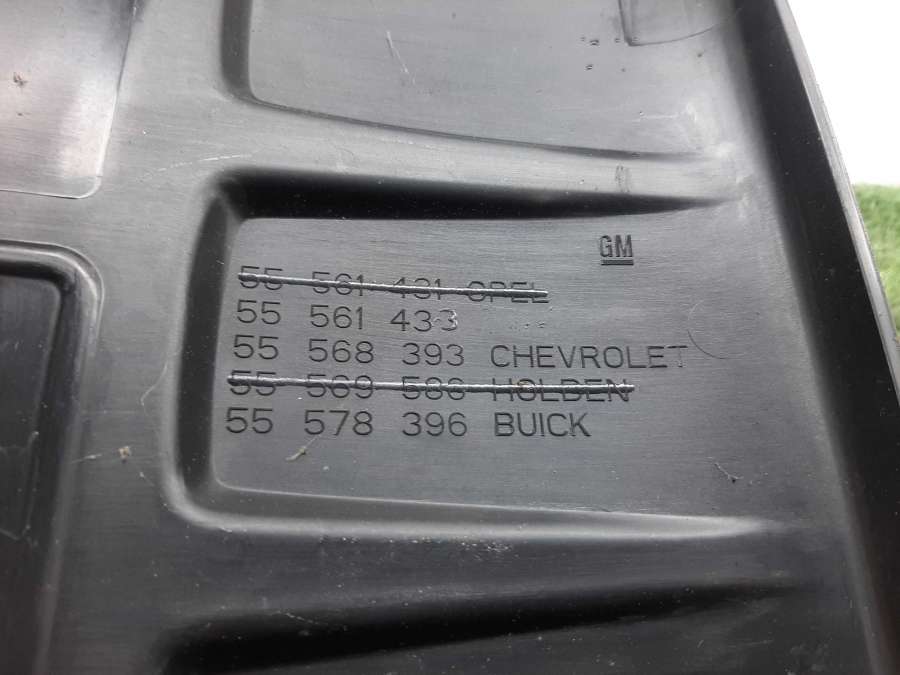 GM
55 561 431 OPEL
55 561 433
55 568 393 CHEVROLET
55 569 586 HOLDEN
55 578 396 BUICK